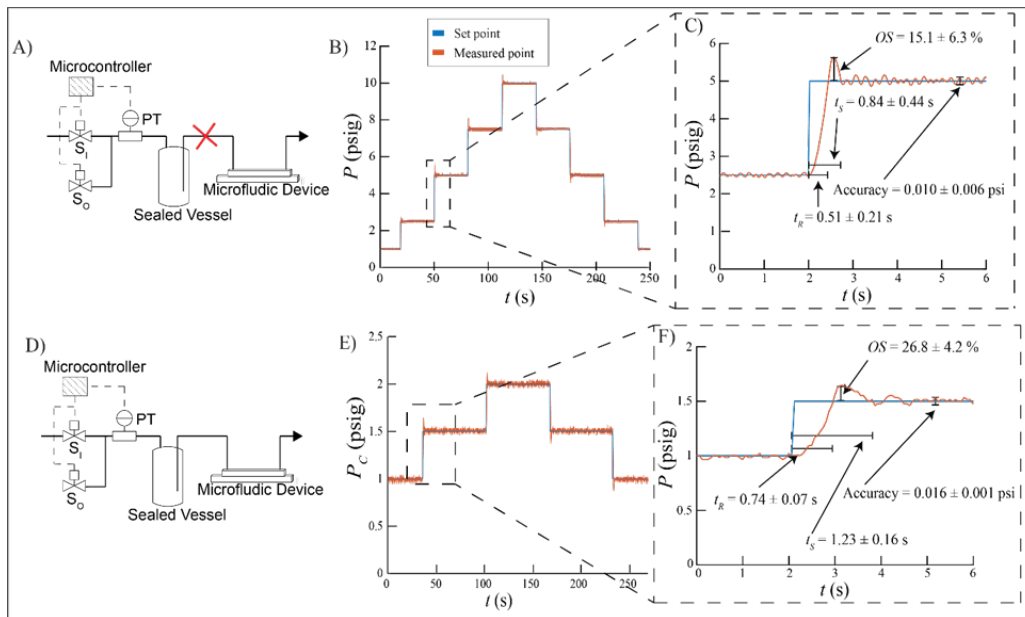 A)
Microcontroller
PT
S
I
S
O
Sealed Vessel
Microfludic Device
B)
Set point
Measured point
P (psig)
12
10
8
6
4
2
0
0
50
100
150
200
250
t (s)
C)
OS = 15.1 ± 6.3 %
tS = 0.84 ± 0.44 s
Accuracy = 0.010 ± 0.006 psi
tR = 0.51 ± 0.21 s
P (psig)
6
5
4
3
2
1
0
0
1
2
3
4
5
6
t (s)
D)
Microcontroller
PT
S
I
SO
Sealed Vessel
Microfludic Device
E)
PC (psig)
2.5
2
1.5
1
0.5
0
0
100
200
t (s)
F)
OS = 26.8 ± 4.2 %
tR = 0.74 ± 0.07 s
Accuracy = 0.016 ± 0.001 psi
tS = 1.23 ± 0.16 s
P (psig)
2
1.5
1
0.5
0
0
1
2
3
4
5
6
t (s)